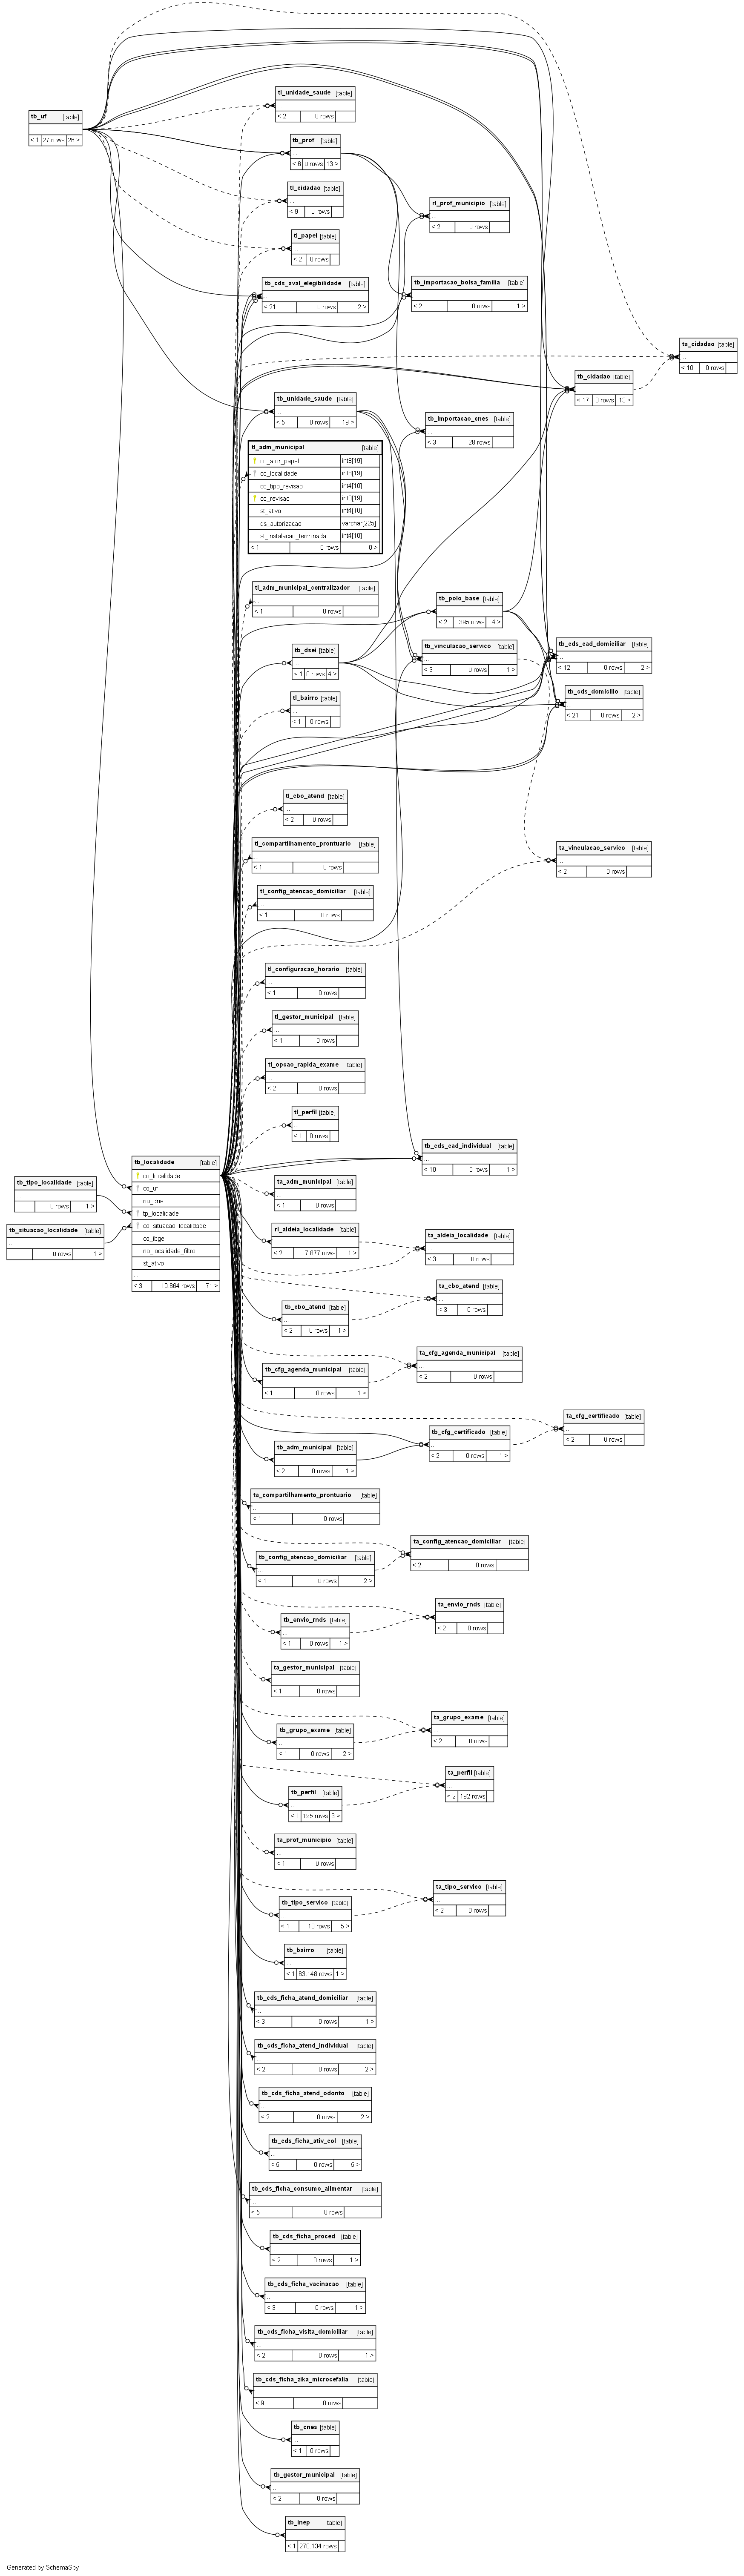 tl_unidade_saude [table]
...
< 2 0 rows
tb_uf [table]
...
< 1 27 rows 26 >
tb_prof [table]
...
< 6 0 rows 13 >
tl_cidadao [table]
...
< 9 0 rows
rl_prof_municipio [table]
...
< 2 0 rows
tl_papel [table]
...
< 2 0 rows
tb_cds_aval_elegibilidade [table]
...
< 21 0 rows 2 >
tb_importacao_bolsa_familia [table]
...
< 2 0 rows 1 >
ta_cidadao [table]
...
< 10 0 rows
tb_cidadao [table]
...
< 17 0 rows 13 >
tb_unidade_saude [table]
...
< 5 0 rows 19 >
tb_importacao_cnes [table]
...
< 3 28 rows
tl_adm_municipal [table]
co_ator_papel int8[19]
co_localidade int8[19]
co_tipo_revisao int4[10]
co_revisao int8[19]
st_ativo int4[10]
ds_autorizacao varchar[225]
st_instalacao_terminada int4[10]
< 1 0 rows 0 >
tl_adm_municipal_centralizador [table]
...
< 1 0 rows
tb_polo_base [table]
...
< 2 395 rows 4 >
tb_dsei [table]
...
< 1 0 rows 4 >
tb_vinculacao_servico [table]
...
< 3 0 rows 1 >
tb_cds_cad_domiciliar [table]
...
< 12 0 rows 2 >
tb_cds_domicilio [table]
...
< 21 0 rows 2 >
tl_bairro [table]
...
< 1 0 rows
tl_cbo_atend [table]
...
< 2 0 rows
tl_compartilhamento_prontuario [table]
...
< 1 0 rows
ta_vinculacao_servico [table]
...
< 2 0 rows
tl_config_atencao_domiciliar [table]
...
< 1 0 rows
tl_configuracao_horario [table]
...
< 1 0 rows
tl_gestor_municipal [table]
...
< 1 0 rows
tl_opcao_rapida_exame [table]
...
< 2 0 rows
tl_perfil [table]
...
< 1 0 rows
tb_cds_cad_individual [table]
...
< 10 0 rows 1 >
tb_localidade [table]
co_localidade
co_uf
nu_dne
tp_localidade
co_situacao_localidade
co_ibge
no_localidade_filtro
st_ativo
...
< 3 10.864 rows 71 >
tb_tipo_localidade [table]
...
0 rows 1 >
tb_situacao_localidade [table]
...
0 rows 1 >
ta_adm_municipal [table]
...
< 1 0 rows
rl_aldeia_localidade [table]
...
< 2 7.877 rows 1 >
ta_aldeia_localidade [table]
...
< 3 0 rows
ta_cbo_atend [table]
...
< 3 0 rows
tb_cbo_atend [table]
...
< 2 0 rows 1 >
ta_cfg_agenda_municipal [table]
...
< 2 0 rows
tb_cfg_agenda_municipal [table]
...
< 1 0 rows 1 >
ta_cfg_certificado [table]
...
< 2 0 rows
tb_cfg_certificado [table]
...
< 2 0 rows 1 >
tb_adm_municipal [table]
...
< 2 0 rows 1 >
ta_compartilhamento_prontuario [table]
...
< 1 0 rows
ta_config_atencao_domiciliar [table]
...
< 2 0 rows
tb_config_atencao_domiciliar [table]
...
< 1 0 rows 2 >
ta_envio_rnds [table]
...
< 2 0 rows
tb_envio_rnds [table]
...
< 1 0 rows 1 >
ta_gestor_municipal [table]
...
< 1 0 rows
ta_grupo_exame [table]
...
< 2 0 rows
tb_grupo_exame [table]
...
< 1 0 rows 2 >
ta_perfil [table]
...
< 2 192 rows
tb_perfil [table]
...
< 1 195 rows 3 >
ta_prof_municipio [table]
...
< 1 0 rows
ta_tipo_servico [table]
...
< 2 0 rows
tb_tipo_servico [table]
...
< 1 10 rows 5 >
tb_bairro [table]
...
< 1 63.148 rows 1 >
tb_cds_ficha_atend_domiciliar [table]
...
< 3 0 rows 1 >
tb_cds_ficha_atend_individual [table]
...
< 2 0 rows 2 >
tb_cds_ficha_atend_odonto [table]
...
< 2 0 rows 2 >
tb_cds_ficha_ativ_col [table]
...
< 5 0 rows 5 >
tb_cds_ficha_consumo_alimentar [table]
...
< 5 0 rows
tb_cds_ficha_proced [table]
...
< 2 0 rows 1 >
tb_cds_ficha_vacinacao [table]
...
< 3 0 rows 1 >
tb_cds_ficha_visita_domiciliar [table]
...
< 2 0 rows 1 >
tb_cds_ficha_zika_microcefalia [table]
...
< 9 0 rows
tb_cnes [table]
...
< 1 0 rows
tb_gestor_municipal [table]
...
< 2 0 rows
tb_inep [table]
...
< 1 278.134 rows
Generated by SchemaSpy